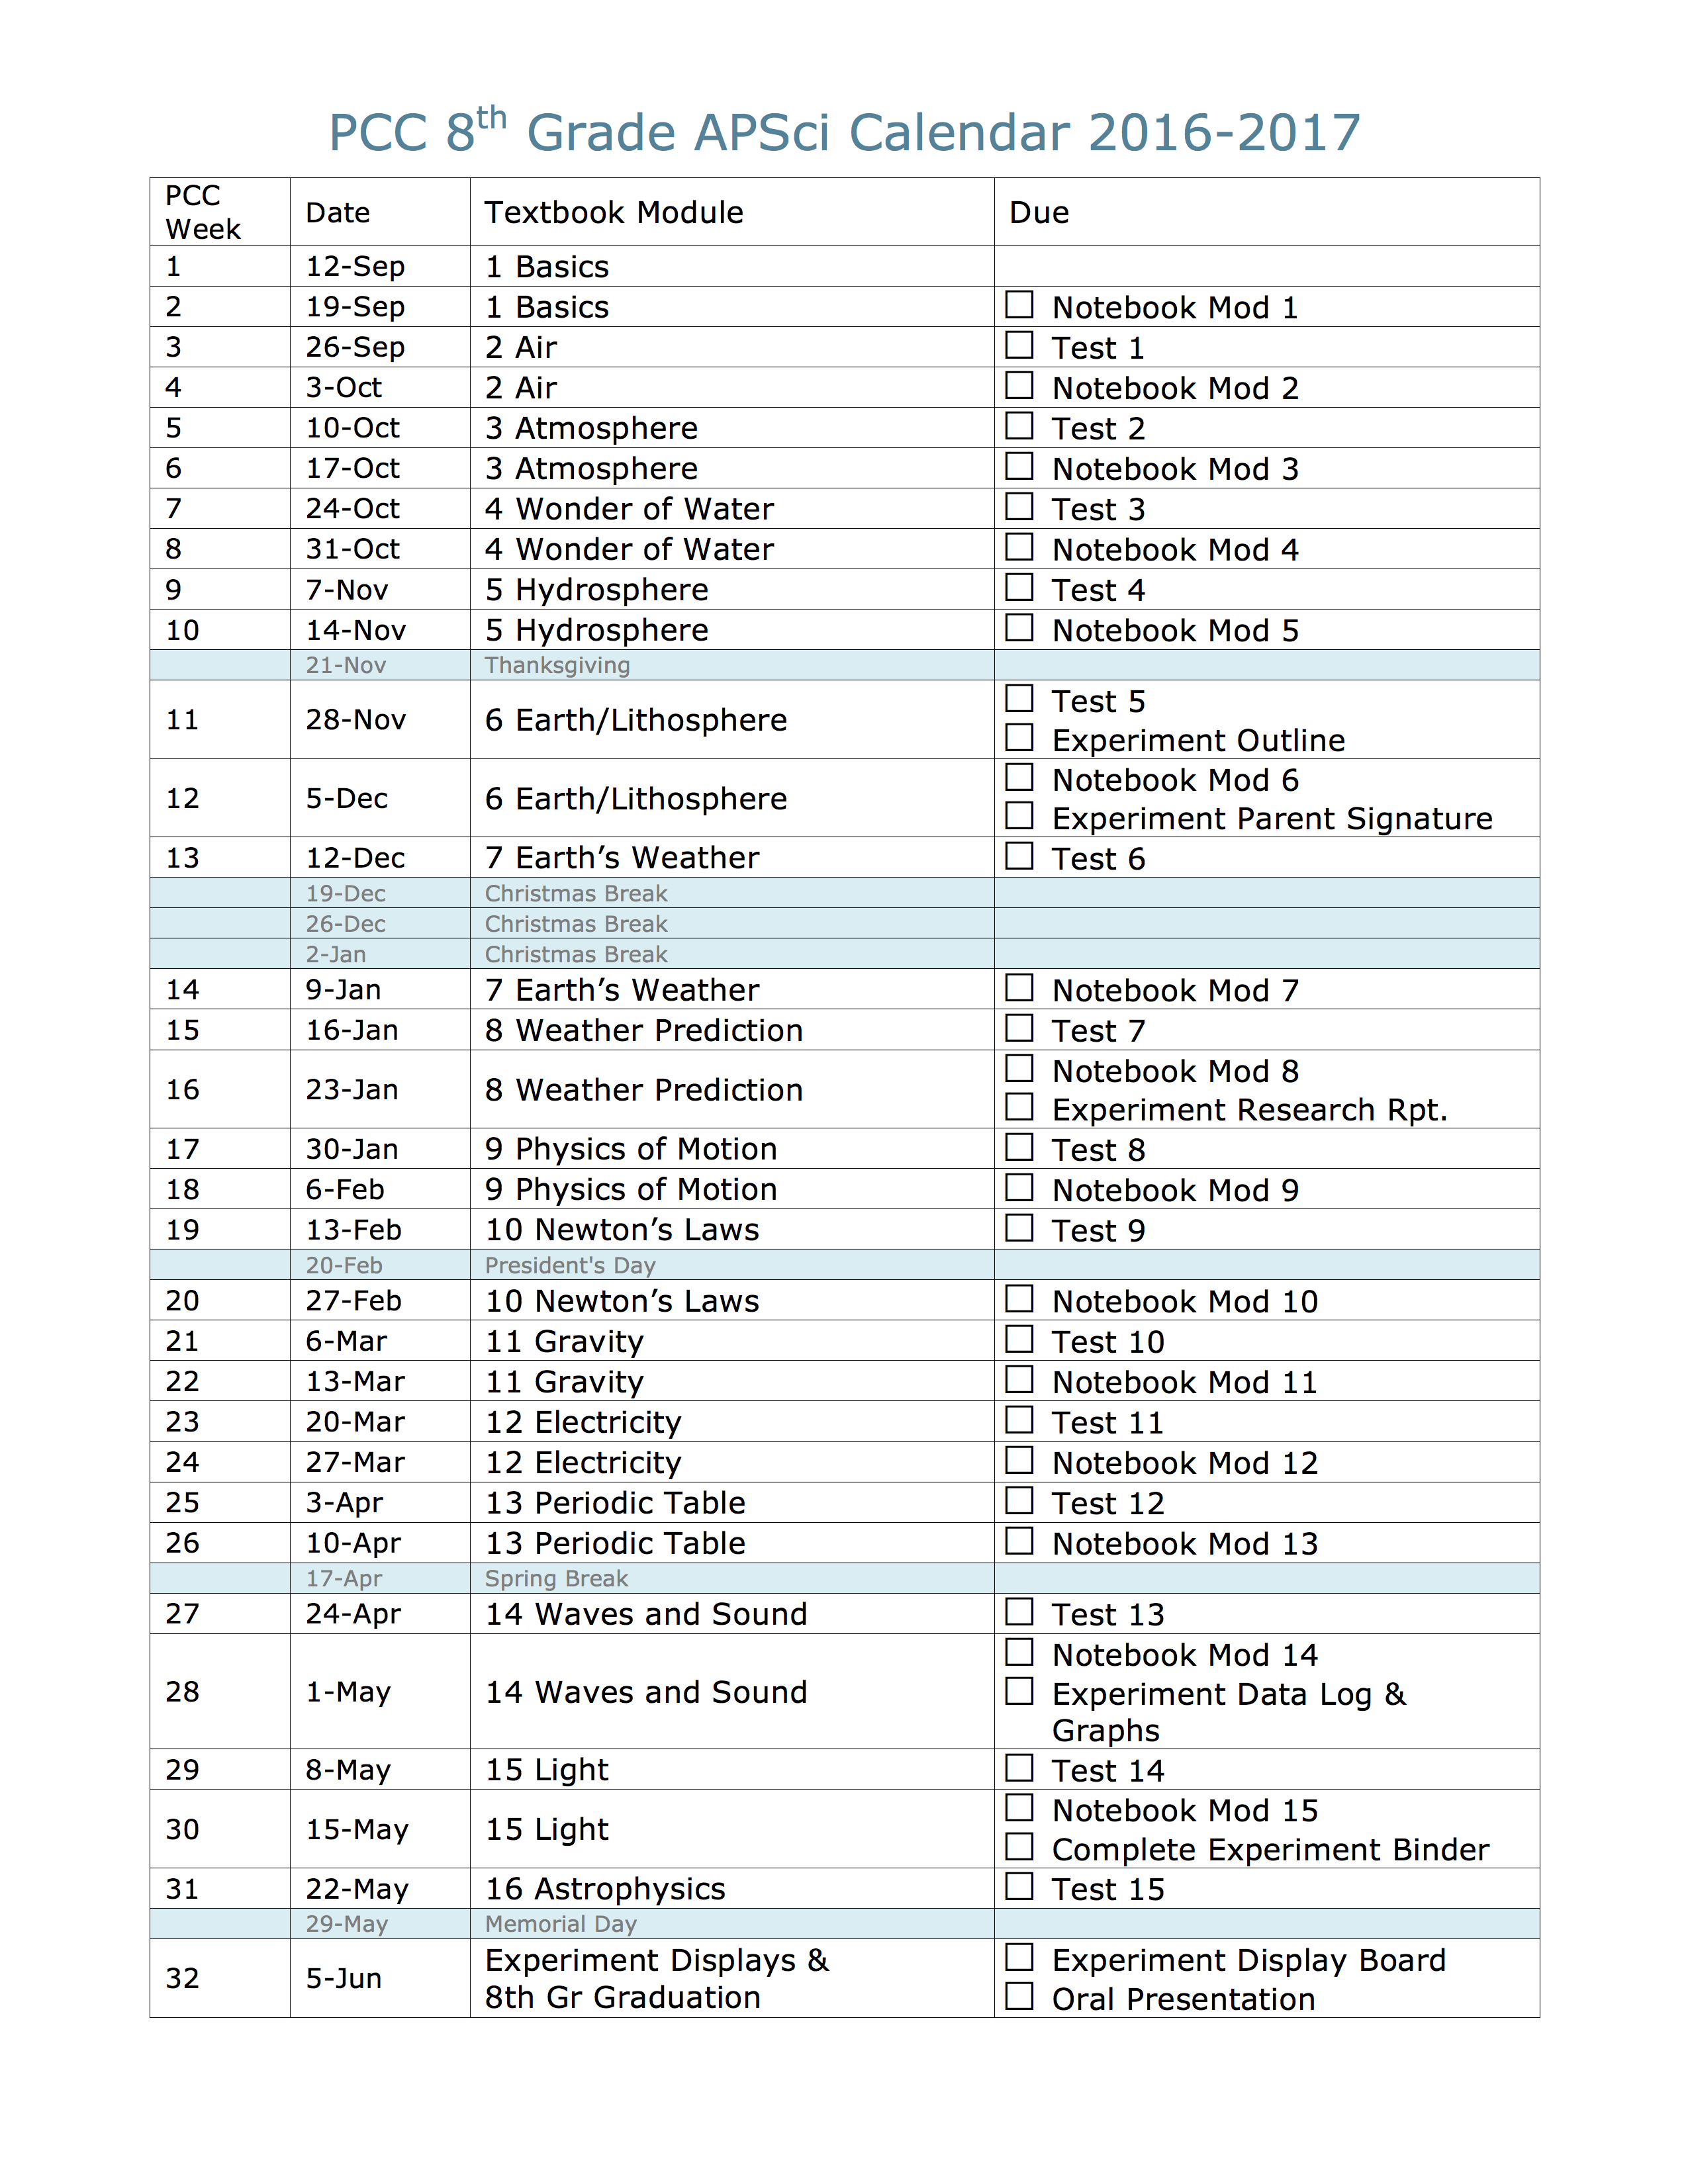 PCC 8th Grade APSci Calendar 2016-2017
PCC Week Date Textbook Module Due
1 12-Sep 1 Basics
2 19-Sep 1 Basics ☐ Notebook Mod 1
3 26-Sep 2 Air ☐ Test 1
4 3-Oct 2 Air ☐ Notebook Mod 2
5 10-Oct 3 Atmosphere ☐ Test 2
6 17-Oct 3 Atmosphere ☐ Notebook Mod 3
7 24-Oct 4 Wonder of Water ☐ Test 3
8 31-Oct 4 Wonder of Water ☐ Notebook Mod 4
9 7-Nov 5 Hydrosphere ☐ Test 4
10 14-Nov 5 Hydrosphere ☐ Notebook Mod 5
21-Nov Thanksgiving
11 28-Nov 6 Earth/Lithosphere ☐ Test 5
☐ Experiment Outline
12 5-Dec 6 Earth/Lithosphere ☐ Notebook Mod 6
☐ Experiment Parent Signature
13 12-Dec 7 Earth’s Weather ☐ Test 6
19-Dec Christmas Break
26-Dec Christmas Break
2-Jan Christmas Break
14 9-Jan 7 Earth’s Weather ☐ Notebook Mod 7
15 16-Jan 8 Weather Prediction ☐ Test 7
16 23-Jan 8 Weather Prediction ☐ Notebook Mod 8
☐ Experiment Research Rpt.
17 30-Jan 9 Physics of Motion ☐ Test 8
18 6-Feb 9 Physics of Motion ☐ Notebook Mod 9
19 13-Feb 10 Newton’s Laws ☐ Test 9
20-Feb President's Day
20 27-Feb 10 Newton’s Laws ☐ Notebook Mod 10
21 6-Mar 11 Gravity ☐ Test 10
22 13-Mar 11 Gravity ☐ Notebook Mod 11
23 20-Mar 12 Electricity ☐ Test 11
24 27-Mar 12 Electricity ☐ Notebook Mod 12
25 3-Apr 13 Periodic Table ☐ Test 12
26 10-Apr 13 Periodic Table ☐ Notebook Mod 13
17-Apr Spring Break
27 24-Apr 14 Waves and Sound ☐ Test 13
28 1-May 14 Waves and Sound ☐ Notebook Mod 14
☐ Experiment Data Log &
Graphs
29 8-May 15 Light ☐ Test 14
30 15-May 15 Light ☐ Notebook Mod 15
☐ Complete Experiment Binder
31 22-May 16 Astrophysics ☐ Test 15
29-May Memorial Day
32 5-Jun Experiment Displays & ☐ Experiment Display Board
8th Gr Graduation ☐ Oral Presentation